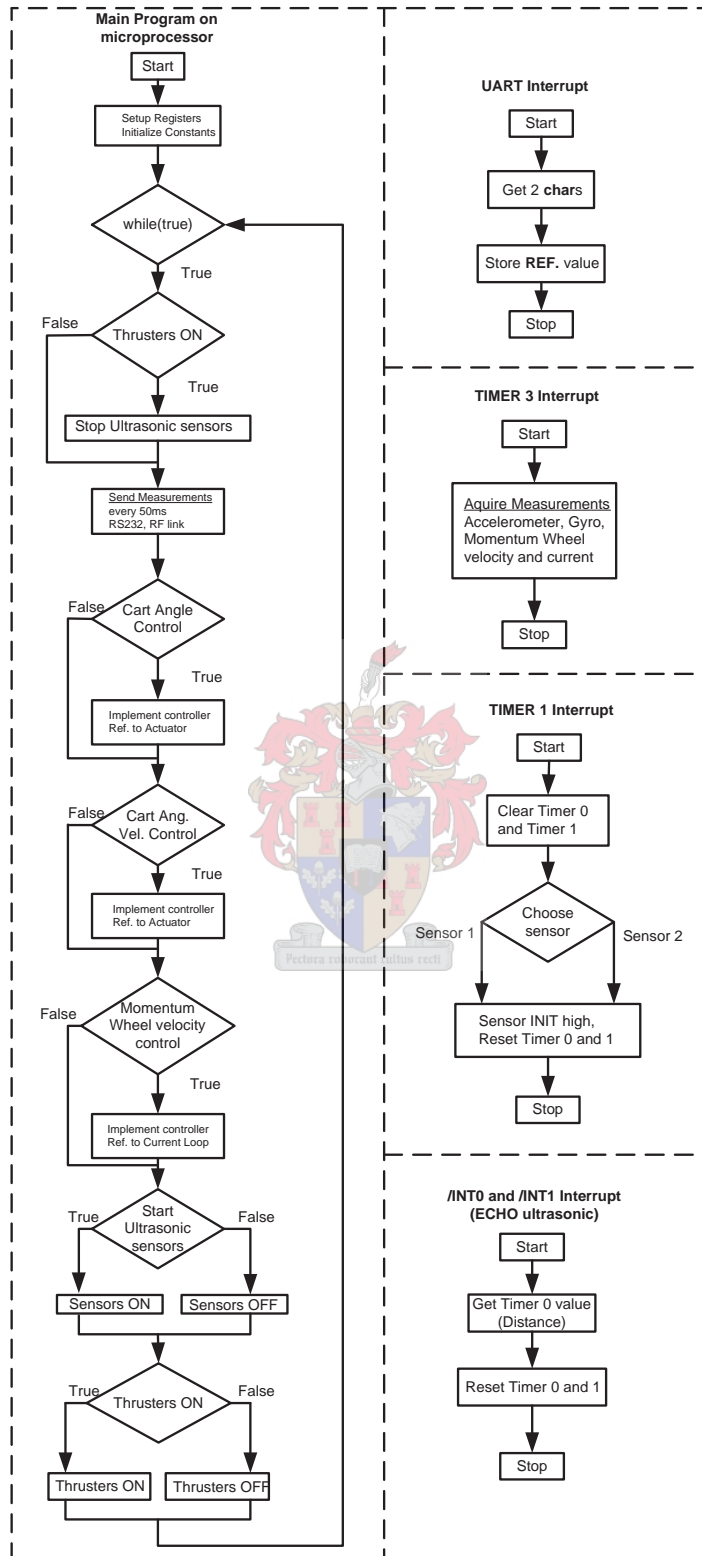 Main Program on
microprocessor
Start
Setup Registers
Initialize Constants
while(true)
True
False
Thrusters ON
True
Stop Ultrasonic sensors
Send Measurements
every 50ms
RS232, RF link
False
Cart Angle
Control
True
Implement controller
Ref. to Actuator
False
Cart Ang.
Vel. Control
True
Implement controller
Ref. to Actuator
False
Momentum
Wheel velocity
control
True
Implement controller
Ref. to Current Loop
True
Start
Ultrasonic
sensors
False
Sensors ON
Sensors OFF
True
Thrusters ON
False
Thrusters ON
Thrusters OFF
UART Interrupt
Start
Get 2 chars
Store REF. value
Stop
TIMER 3 Interrupt
Start
Aquire Measurements
Accelerometer, Gyro,
Momentum Wheel
velocity and current
Stop
TIMER 1 Interrupt
Start
Clear Timer 0
and Timer 1
Choose
sensor
Sensor 1
Sensor 2
Sensor INIT high,
Reset Timer 0 and 1
Stop
/INT0 and /INT1 Interrupt
(ECHO ultrasonic)
Start
Get Timer 0 value
(Distance)
Reset Timer 0 and 1
Stop
Pectora roborant cultus recti